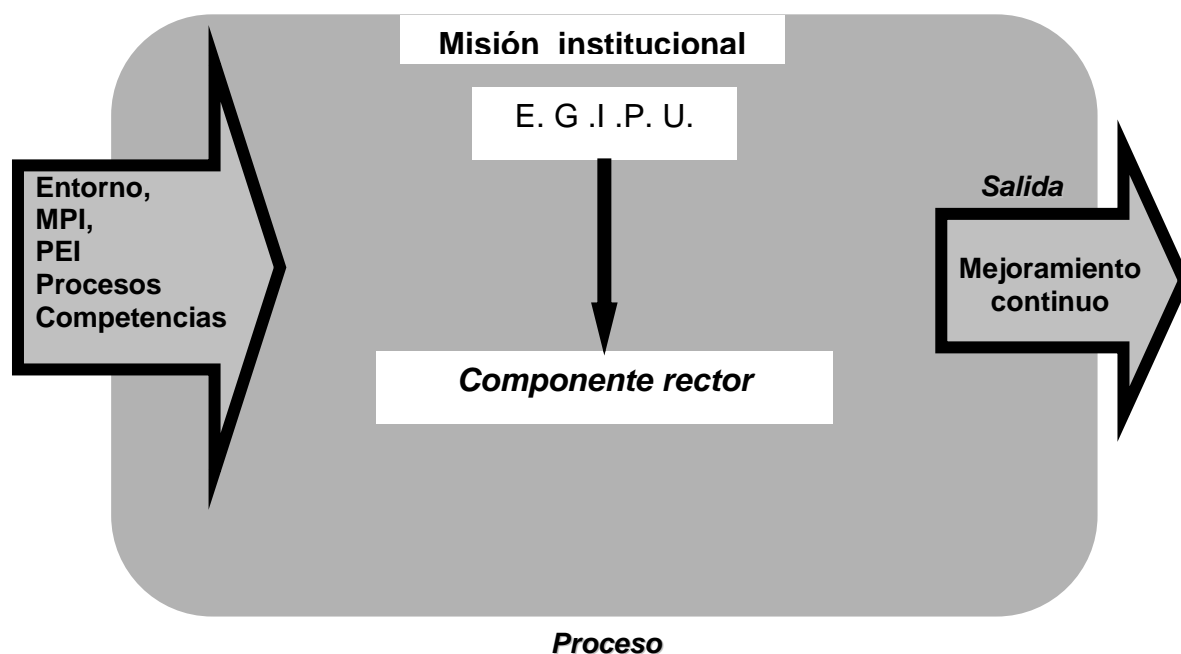 Misión institucional
E. G .I .P. U.
Entorno,
MPI,
PEI
Procesos
Competencias
Salida
Mejoramiento
continuo
Componente rector
Proceso